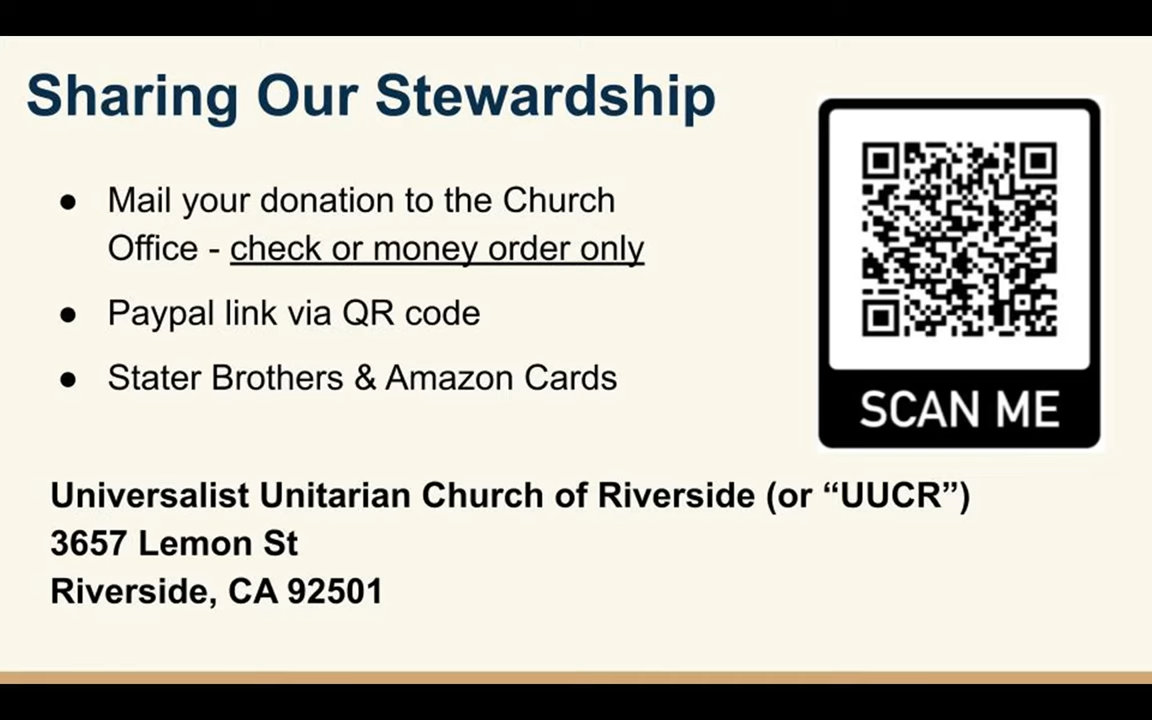 Sharing Our Stewardship
● Mail your donation to the Church
Office - check or money order only
● Paypal link via QR code
● Stater Brothers & Amazon Cards
SCAN ME
Universalist Unitarian Church of Riverside (or “UUCR”)
3657 Lemon St
Riverside, CA 92501